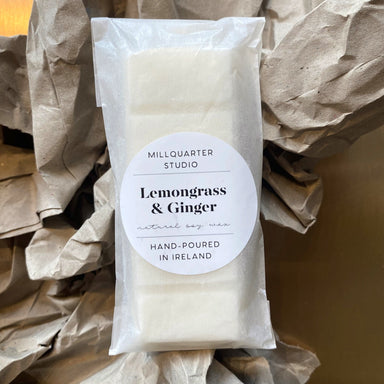 MILLQUARTER
STUDIO
Lemongrass
& Ginger
natural soy wax
HAND-POURED
IN IRELAND